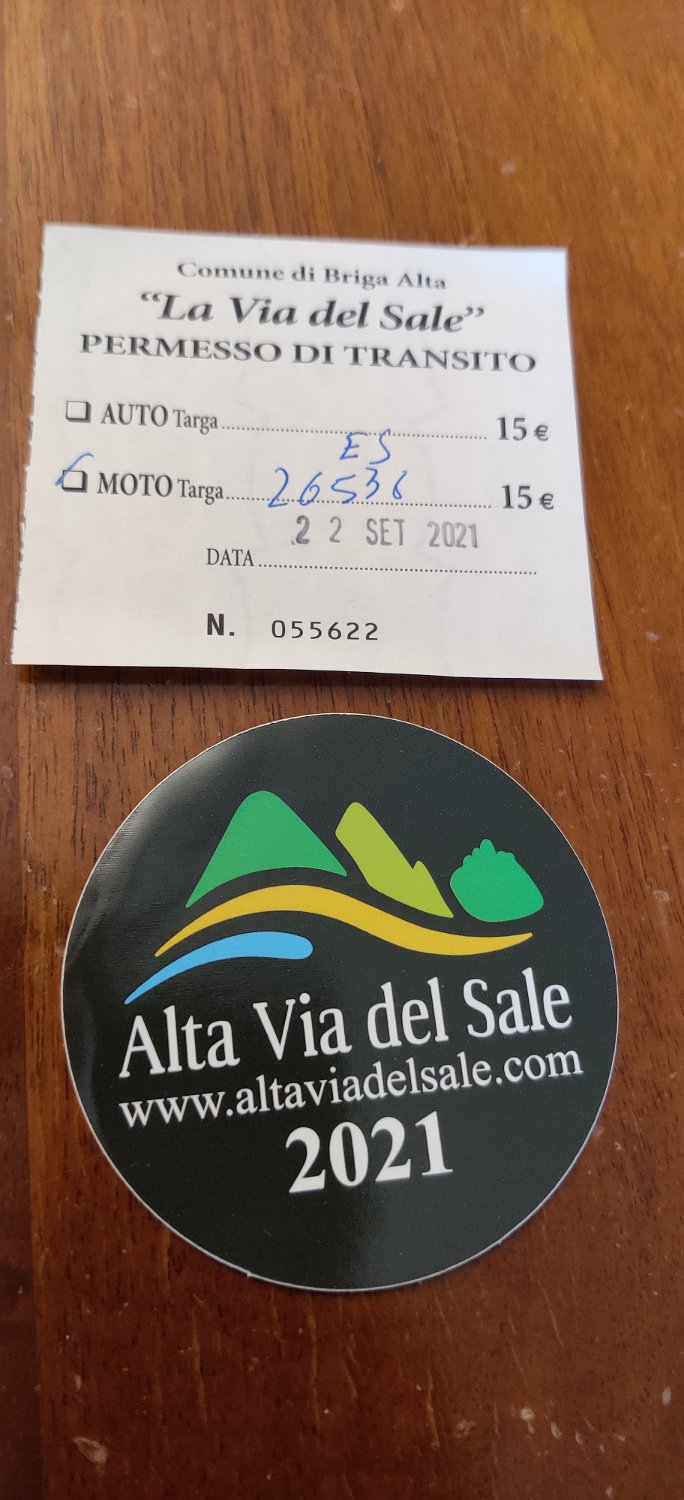 Comune di Briga Alta
“La Via del Sale”
PERMESSO DI TRANSITO
❑ AUTO Targa........................................ 15 €
ES
❑ MOTO Targa........................................ 15 €
26536
22 SET 2021
DATA........................................
N. 055622
Alta Via del Sale
www.altaviadelsale.com
2021